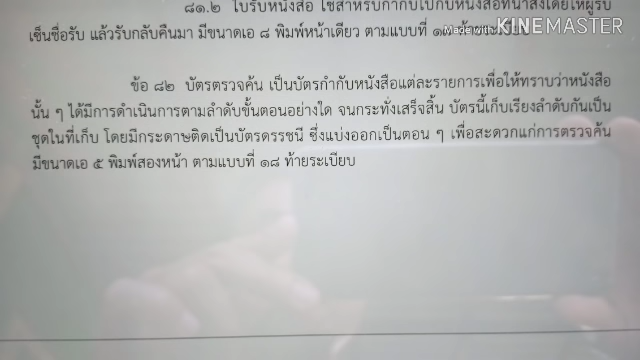 ๘๑.๒ ใบรับหนังสือ ใช้สำหรับกำกับไปกับหนังสือที่นำส่งโดยให้ผู้รับ
Made with KINEMASTER
เซ็นชื่อรับ แล้วรับกลับคืนมา มีขนาดเอ ๘ พิมพ์หน้าเดียว ตามแบบที่ ท้ายระเบียบ
ข้อ ๘๒ บัตรตรวจค้น เป็นบัตรกำกับหนังสือแต่ละรายการเพื่อให้ทราบว่าหนังสือ
นั้น ๆ ได้มีการดำเนินการตามลำดับขั้นตอนอย่างใด จนกระทั่งเสร็จสิ้น บัตรนี้เก็บเรียงลำดับกันเป็น
ชุดในที่เก็บ โดยมีกระดาษติดเป็นบัตรดรรชนี ซึ่งแบ่งออกเป็นตอน ๆ เพื่อสะดวกแก่การตรวจค้น
มีขนาดเอ ๕ พิมพ์สองหน้า ตามแบบที่ ๑๘ ท้ายระเบียบ